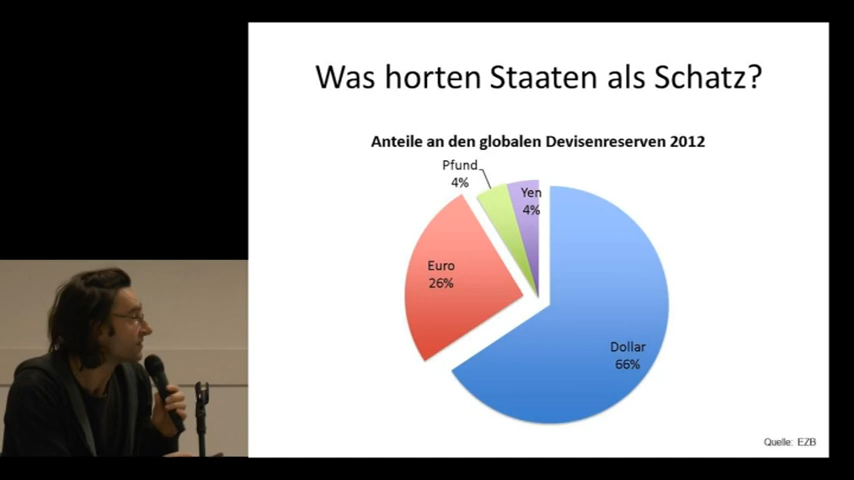 Was horten Staaten als Schatz?
Anteile an den globalen Devisenreserven 2012
Pfund
4%
Yen
4%
Euro
26%
Dollar
66%
Quelle: EZB